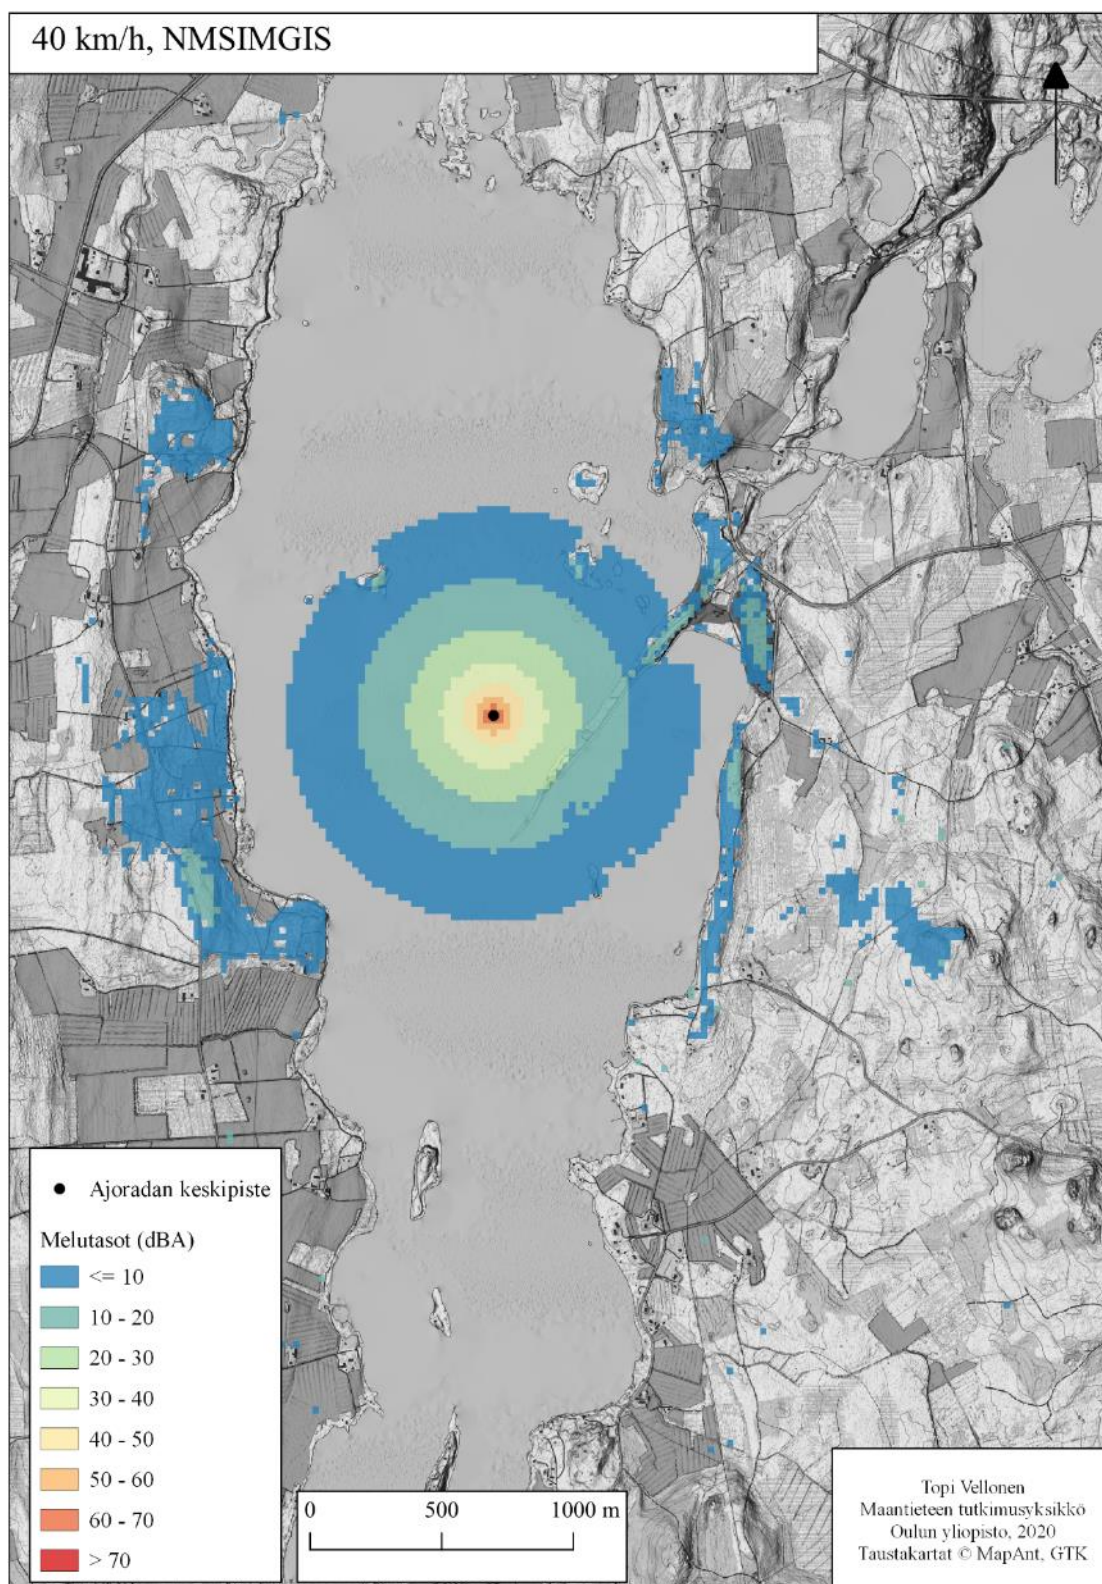 40 km/h, NMSIMGIS
Ajoradan keskipiste
Melutasot (dBA)
<= 10
10 - 20
20 - 30
30 - 40
40 - 50
50 - 60
60 - 70
> 70
0 500 1000 m
Topi Vellonen
Maantieteen tutkimusyksikkö
Oulun yliopisto, 2020
Taustakartat © MapAnt, GTK